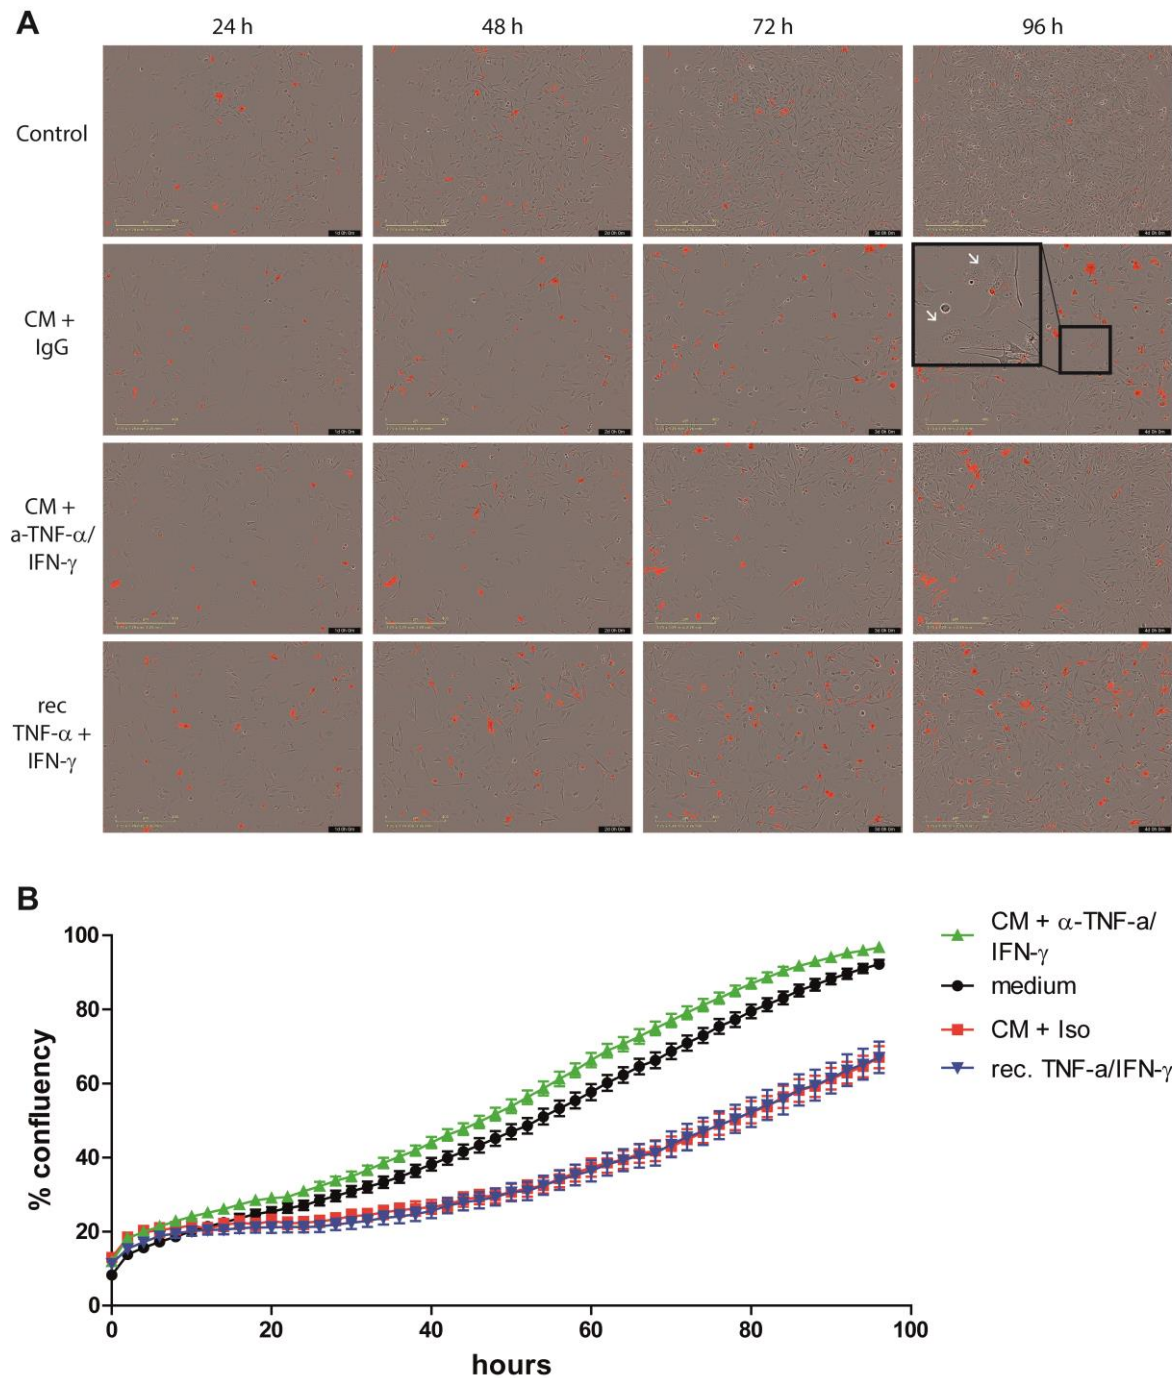 A
24 h 48 h 72 h 96 h
Control
CM +
IgG
CM +
a-TNF-α/
IFN-γ
rec
TNF-α +
IFN-γ
B
% confluency
100
80
60
40
20
0
0 20 40 60 80 100
hours
CM + α-TNF-a/
IFN-γ
medium
CM + Iso
rec. TNF-a/IFN-γ